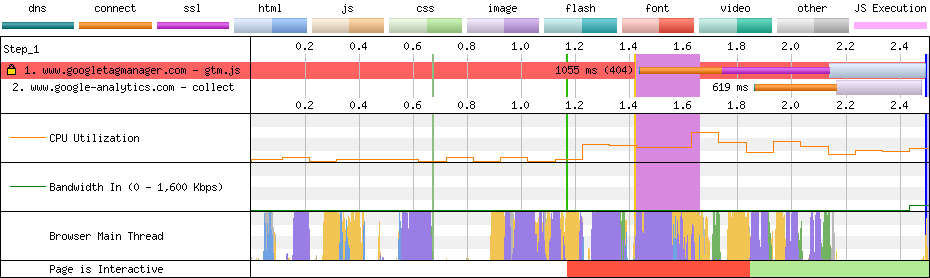 dns connect ssl html js css image flash font video other JS Execution
Step_1 0.2 0.4 0.6 0.8 1.0 1.2 1.4 1.6 1.8 2.0 2.2 2.4
1. www.googletagmanager.com - gtm.js 1055 ms (404)
2. www.google-analytics.com - collect 619 ms
0.2 0.4 0.6 0.8 1.0 1.2 1.4 1.6 1.8 2.0 2.2 2.4
CPU Utilization
Bandwidth In (0 - 1,600 Kbps)
Browser Main Thread
Page is Interactive